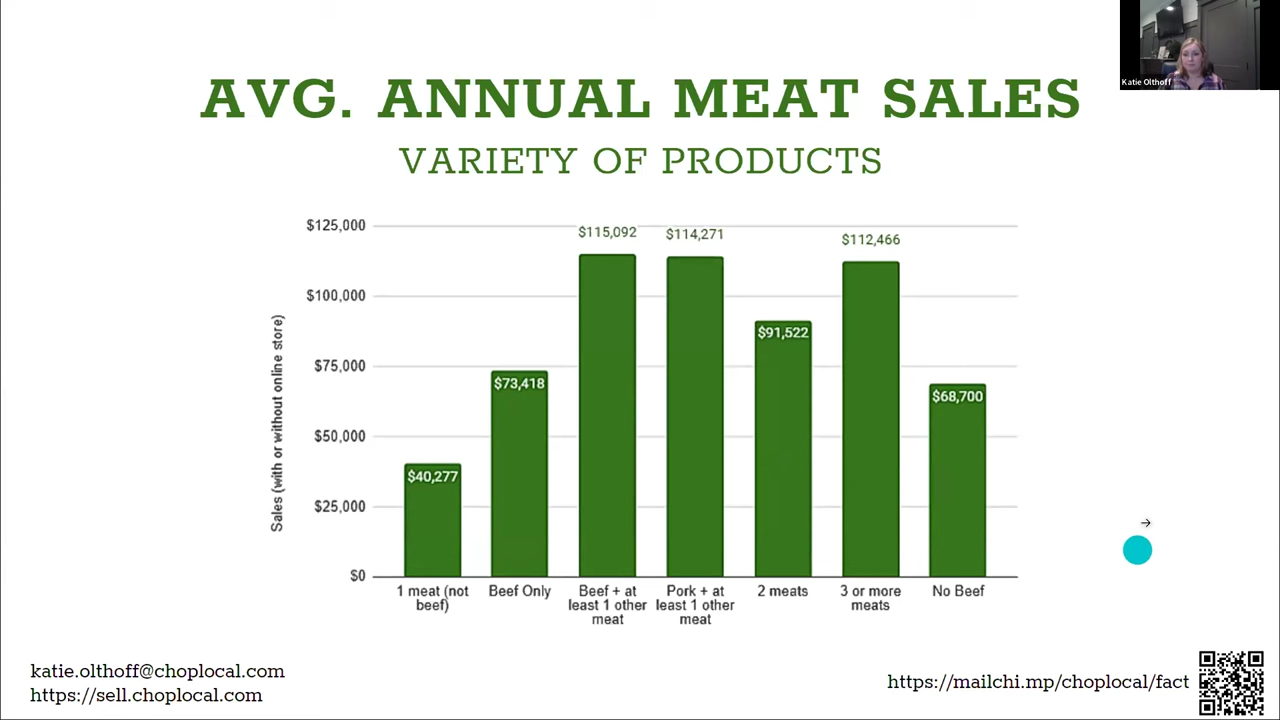 Katie Olthoff
AVG. ANNUAL MEAT SALES
VARIETY OF PRODUCTS
Sales (with or without online store)
$125,000
$100,000
$75,000
$50,000
$25,000
$0
$40,277
$73,418
$115,092
$114,271
$91,522
$112,466
$68,700
1 meat (not
beef)
Beef Only
Beef + at
least 1 other
meat
Pork + at
least 1 other
meat
2 meats
3 or more
meats
No Beef
katie.olthoff@choplocal.com
https://sell.choplocal.com
https://mailchi.mp/choplocal/fact